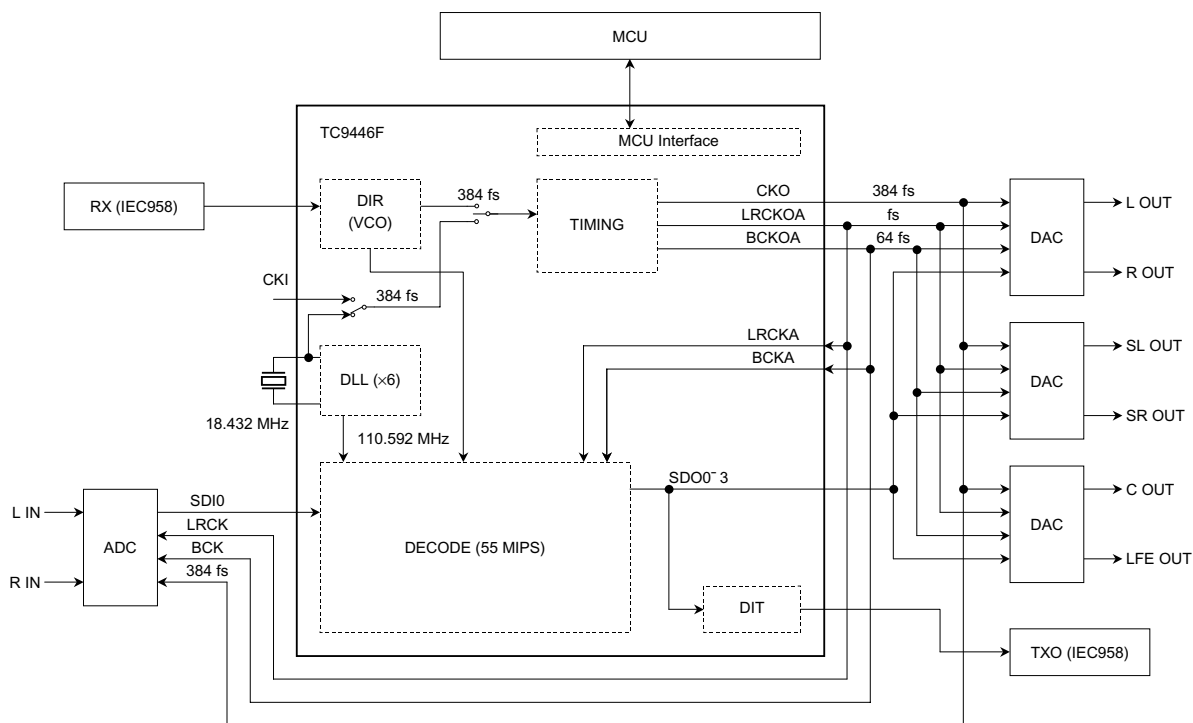 MCU
TC9446F
MCU Interface
RX (IEC958)
DIR
(VCO)
384 fs
TIMING
CKO
384 fs
LRCKOA
fs
BCKOA
64 fs
DAC
L OUT
R OUT
CKI
384 fs
LRCKA
BCKA
DAC
SL OUT
SR OUT
DLL (×6)
18.432 MHz
110.592 MHz
SDO0~3
DAC
C OUT
LFE OUT
L IN
R IN
ADC
SDI0
LRCK
BCK
384 fs
DECODE (55 MIPS)
DIT
TXO (IEC958)